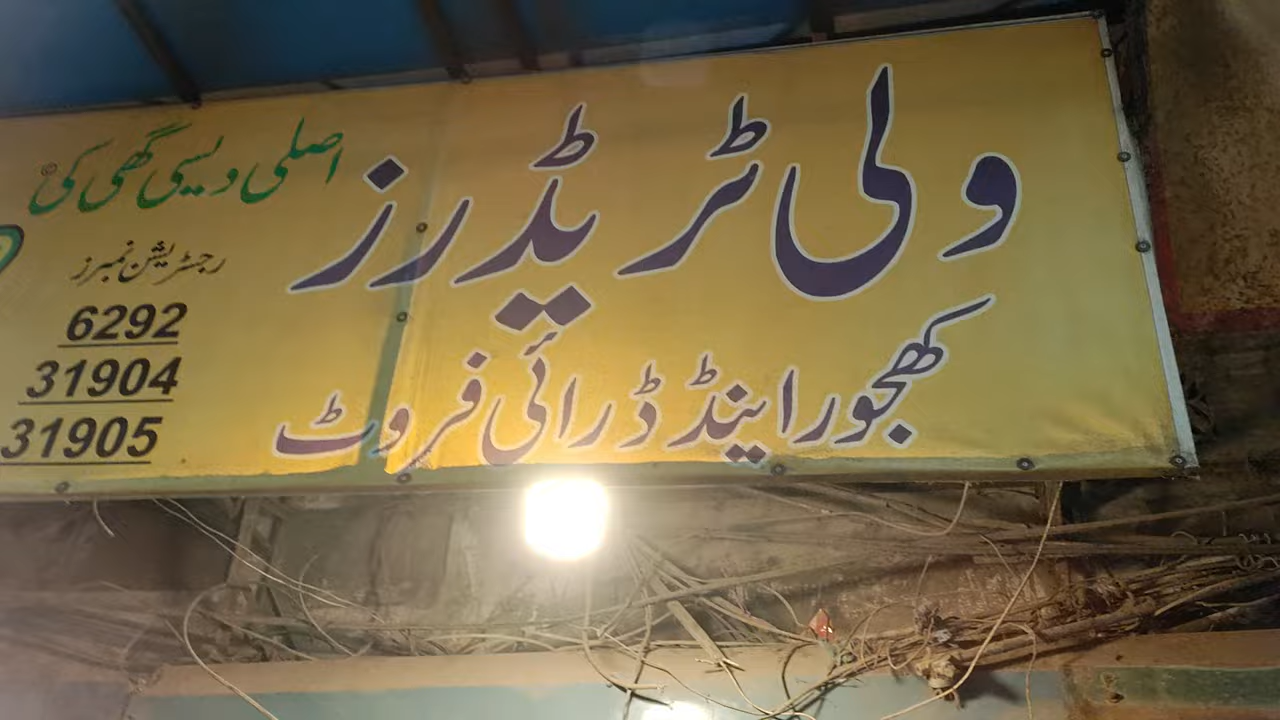 ولی ٹریڈرز
کھجور اینڈ ڈرائی فروٹ
اصلی دیسی گھی کی
رجسٹریشن نمبرز
6292
31904
31905